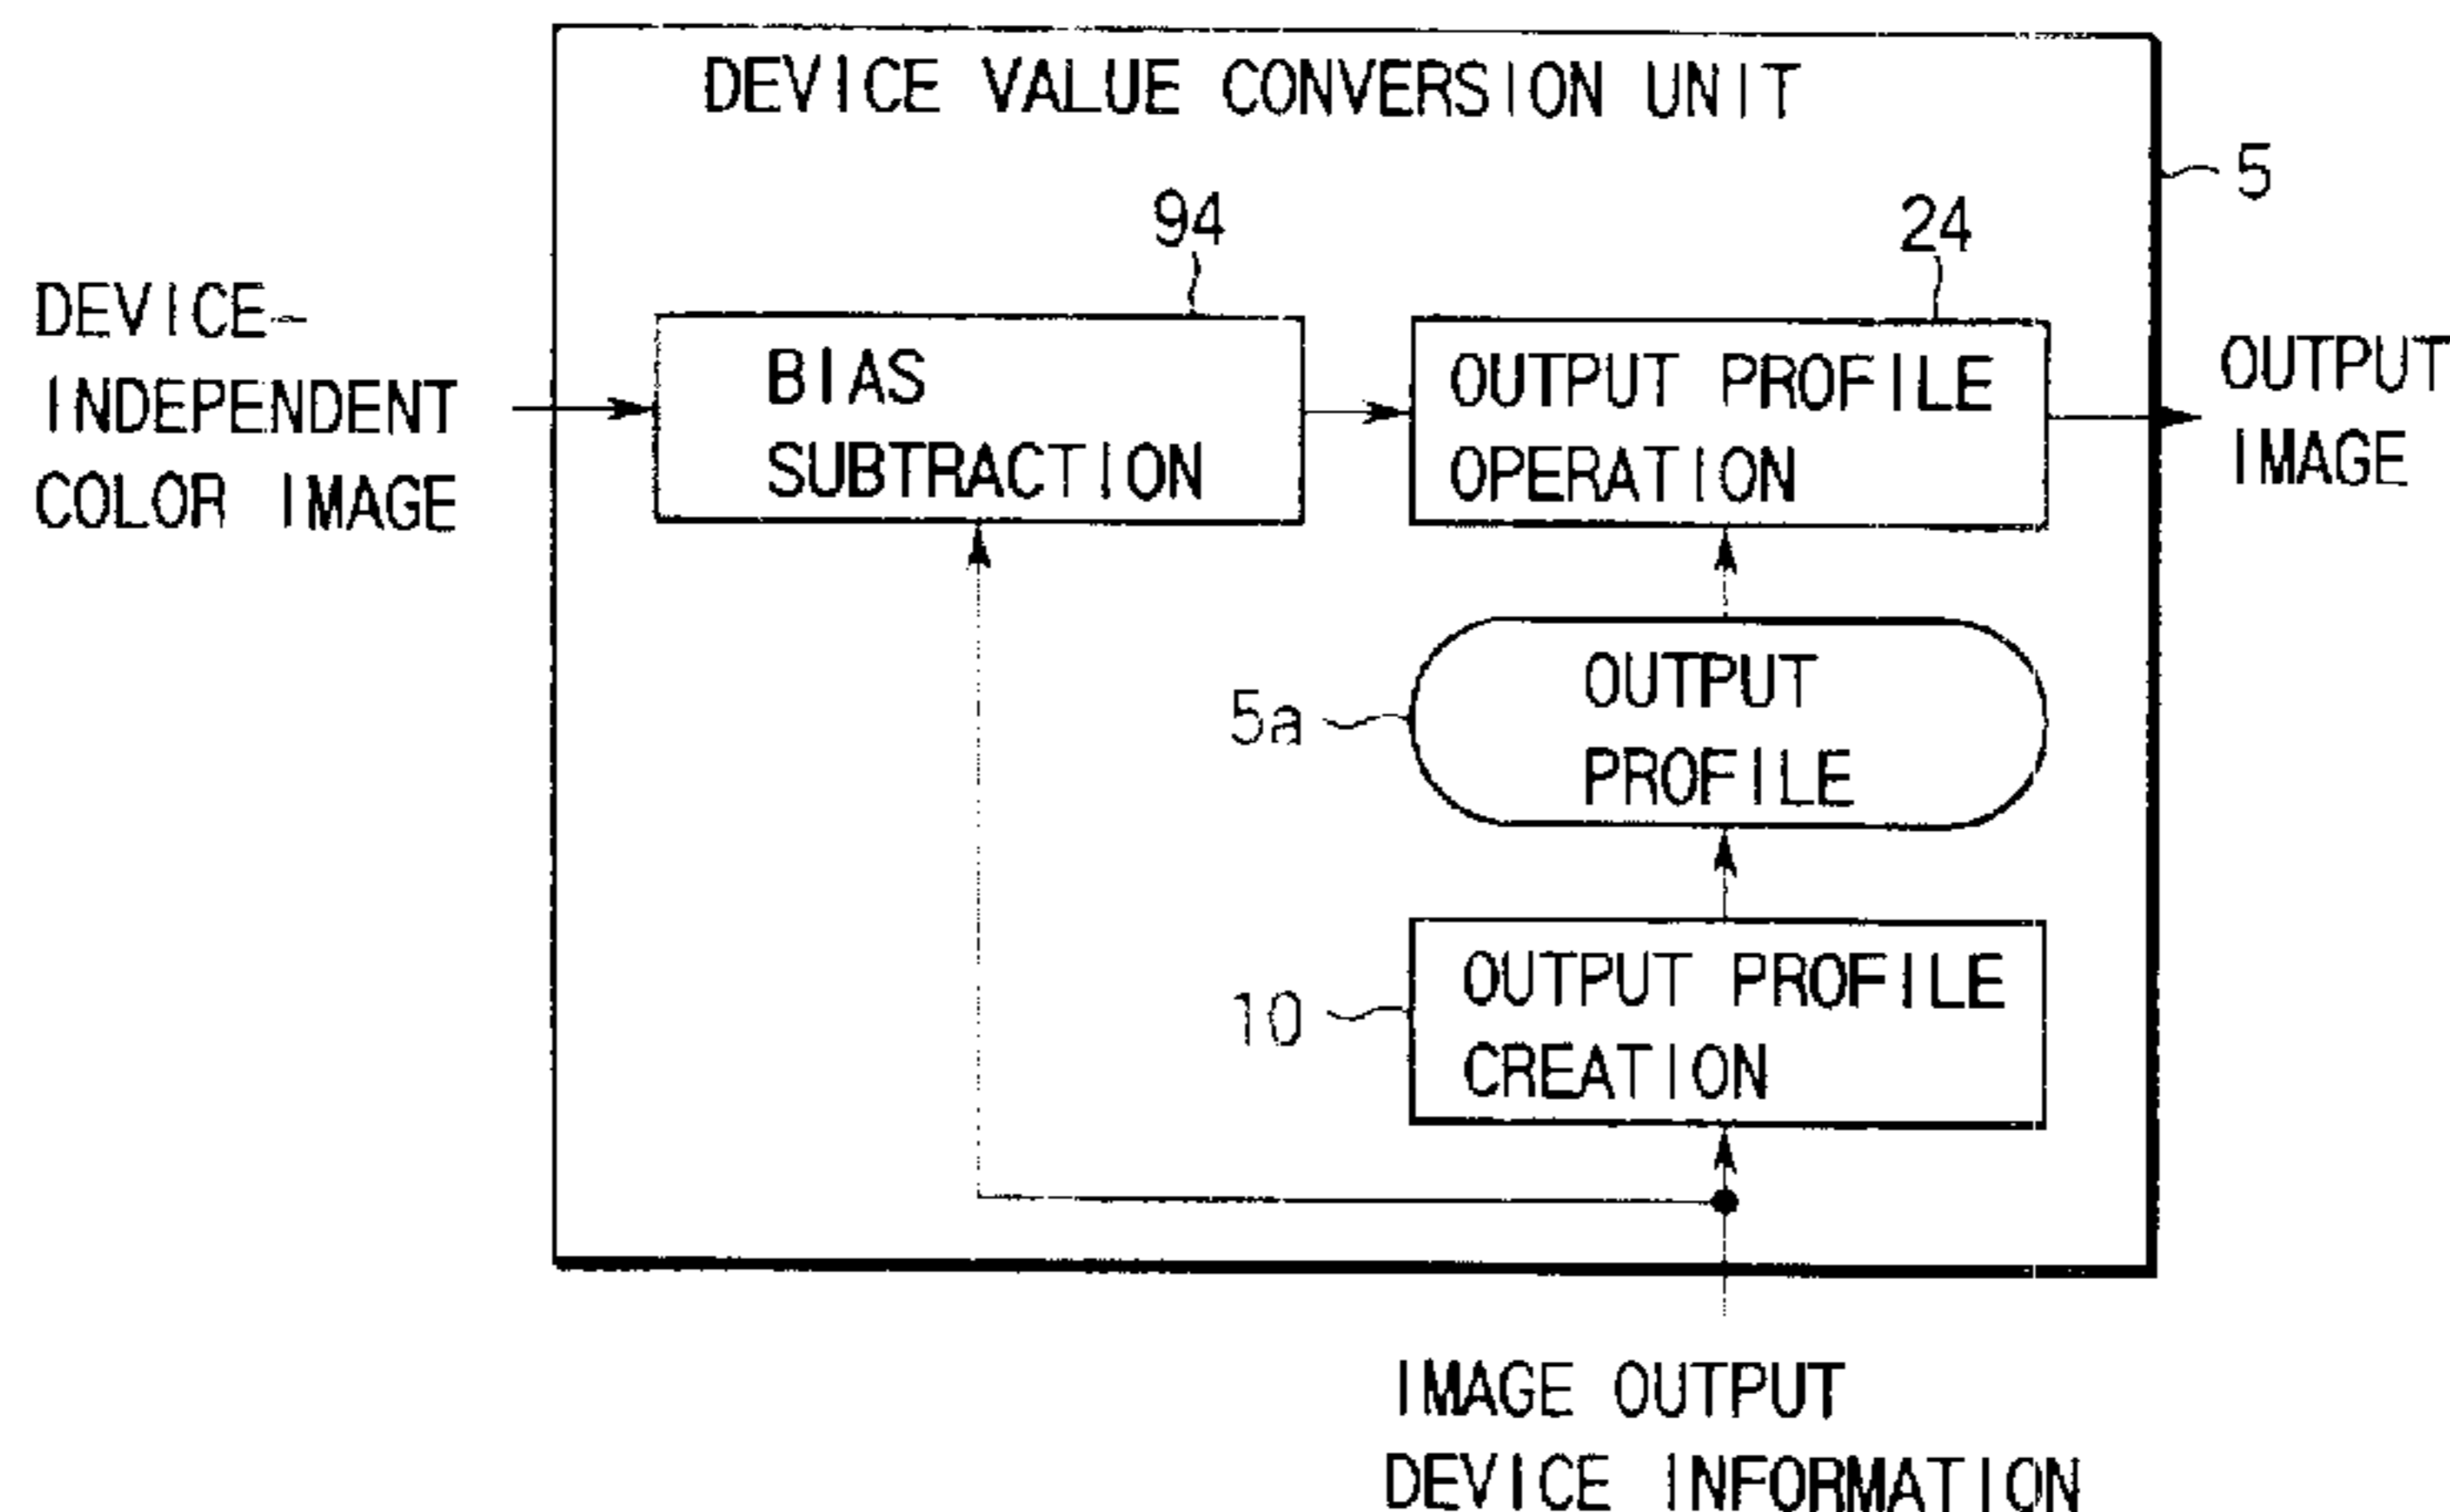 DEVICE VALUE CONVERSION UNIT
5
94
24
DEVICE-
INDEPENDENT
COLOR IMAGE
BIAS
SUBTRACTION
OUTPUT PROFILE
OPERATION
OUTPUT
IMAGE
5a
OUTPUT
PROFILE
10
OUTPUT PROFILE
CREATION
IMAGE OUTPUT
DEVICE INFORMATION